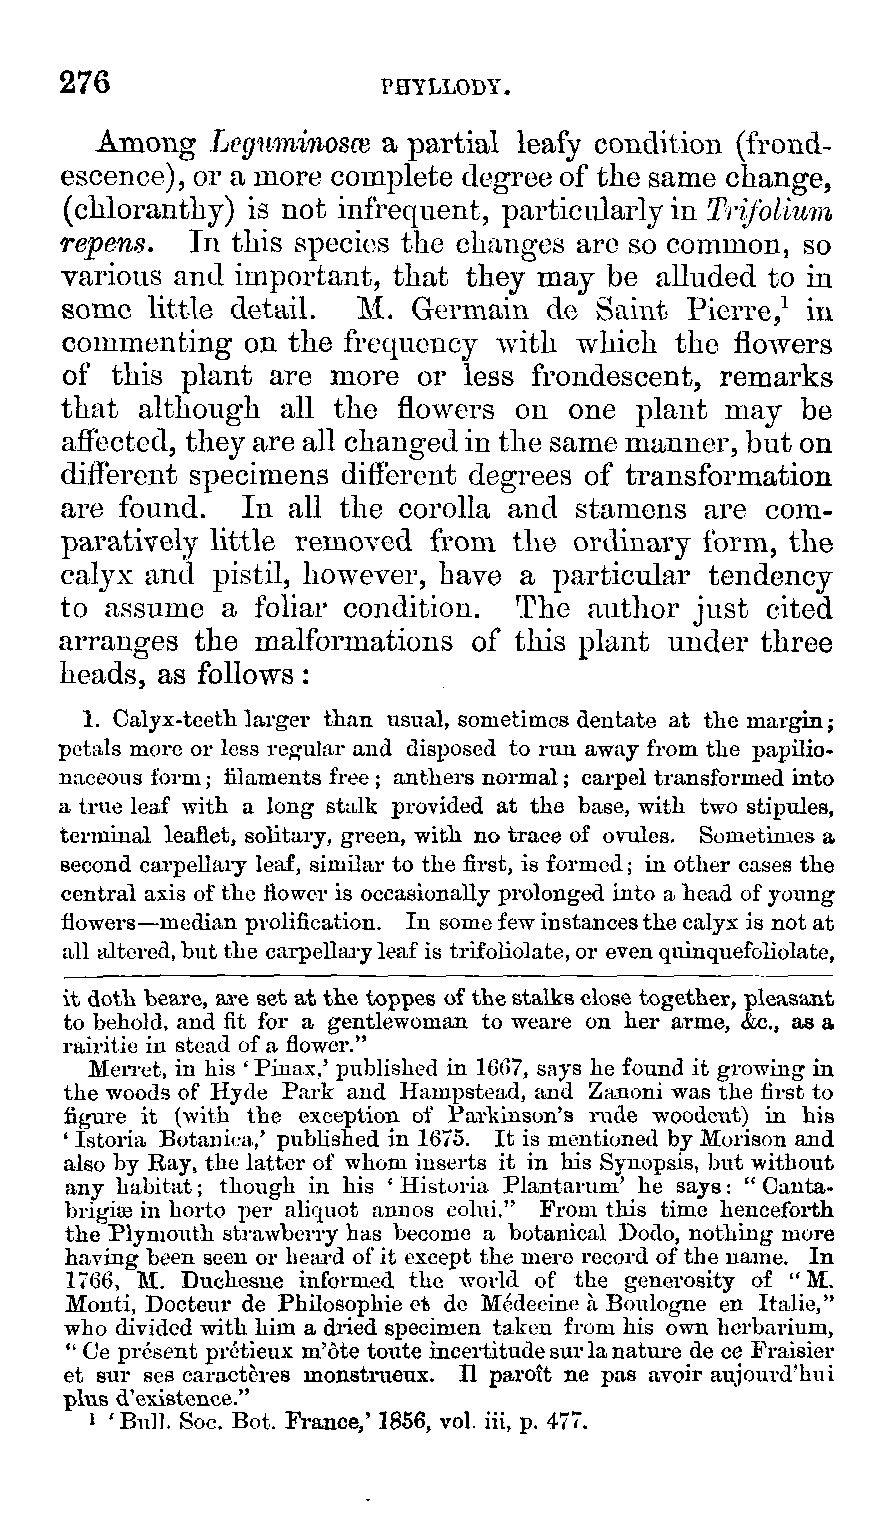 276 PHYLLODY.
Among Leguminosæ a partial leafy condition (frond-
escence), or a more complete degree of the same change,
(chloranthy) is not infrequent, particularly in Trifolium
repens. In this species the changes are so common, so
various and important, that they may be alluded to in
some little detail. M. Germain de Saint Pierre,¹ in
commenting on the frequency with which the flowers
of this plant are more or less frondescent, remarks
that although all the flowers on one plant may be
affected, they are all changed in the same manner, but on
different specimens different degrees of transformation
are found. In all the corolla and stamens are com-
paratively little removed from the ordinary form, the
calyx and pistil, however, have a particular tendency
to assume a foliar condition. The author just cited
arranges the malformations of this plant under three
heads, as follows:
1. Calyx-teeth larger than usual, sometimes dentate at the margin;
petals more or less regular and disposed to run away from the papilio-
naceous form; filaments free; anthers normal; carpel transformed into
a true leaf with a long stalk provided at the base, with two stipules,
terminal leaflet, solitary, green, with no trace of ovules. Sometimes a
second carpellary leaf, similar to the first, is formed; in other cases the
central axis of the flower is occasionally prolonged into a head of young
flowers—median prolification. In some few instances the calyx is not at
all altered, but the carpellary leaf is trifoliolate, or even quinquefoliolate,
it doth beare, are set at the toppes of the stalks close together, pleasant
to behold, and fit for a gentlewoman to weare on her arme, &c., as a
rairitie in stead of a flower."
Merret, in his 'Pinax,' published in 1667, says he found it growing in
the woods of Hyde Park and Hampstead, and Zanoni was the first to
figure it (with the exception of Parkinson's rude woodcut) in his
'Istoria Botanica,' published in 1675. It is mentioned by Morison and
also by Ray, the latter of whom inserts it in his Synopsis, but without
any habitat; though in his 'Historia Plantarum' he says: "Canta-
brigiæ in horto per aliquot annos colui." From this time henceforth
the Plymouth strawberry has become a botanical Dodo, nothing more
having been seen or heard of it except the mere record of the name. In
1766, M. Duchesne informed the world of the generosity of "M.
Monti, Docteur de Philosophie et de Médecine à Boulogne en Italie,"
who divided with him a dried specimen taken from his own herbarium,
"Ce présent prétieux m'ôte toute incertitude sur la nature de ce Fraisier
et sur ses caractères monstrueux. Il paroît ne pas avoir aujourd'hui
plus d'existence."
¹ 'Bull. Soc. Bot. France,' 1856, vol. iii, p. 477.